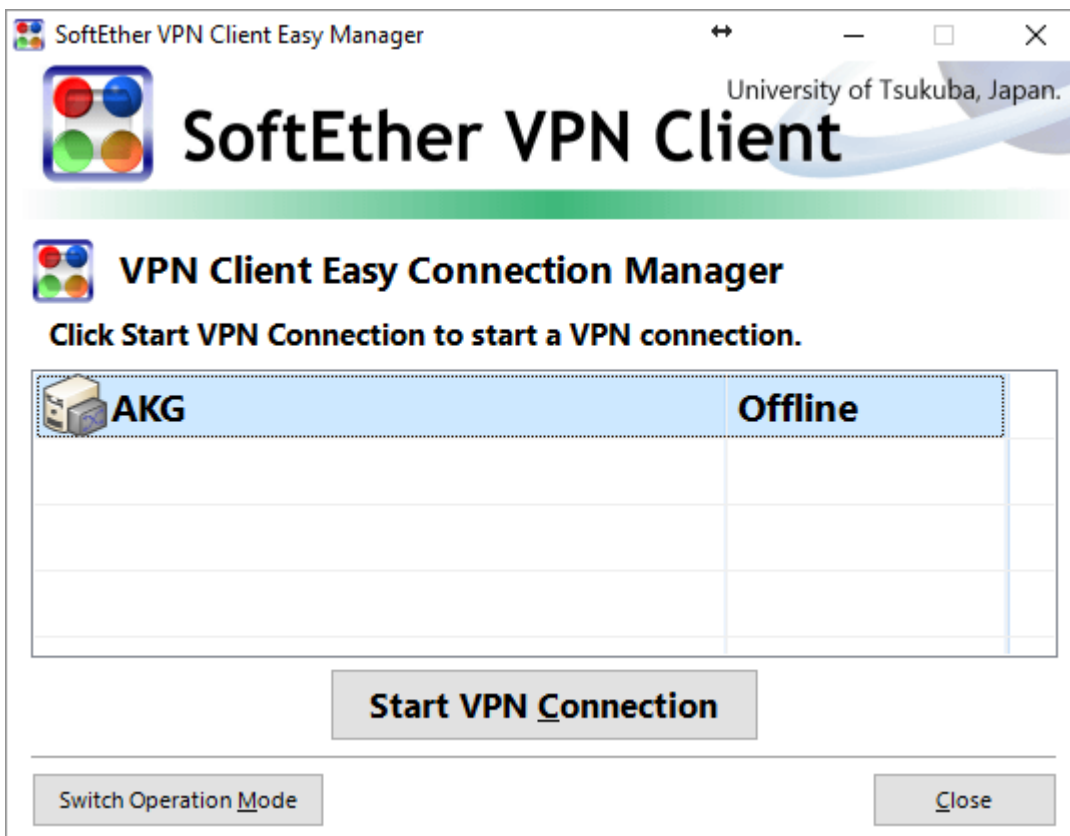 SoftEther VPN Client Easy Manager
University of Tsukuba, Japan.
SoftEther VPN Client
VPN Client Easy Connection Manager
Click Start VPN Connection to start a VPN connection.
AKG Offline
Start VPN Connection
Switch Operation Mode Close